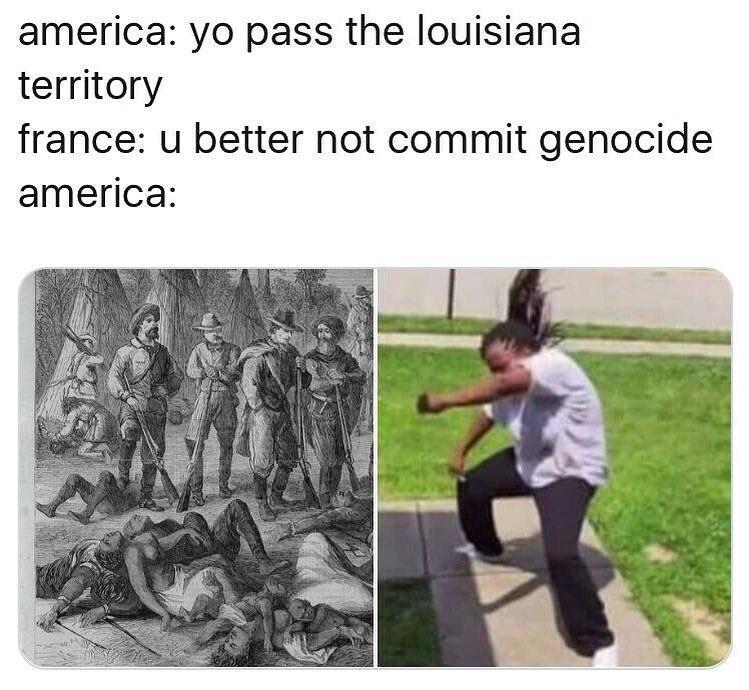 america: yo pass the louisiana
territory
france: u better not commit genocide
america: